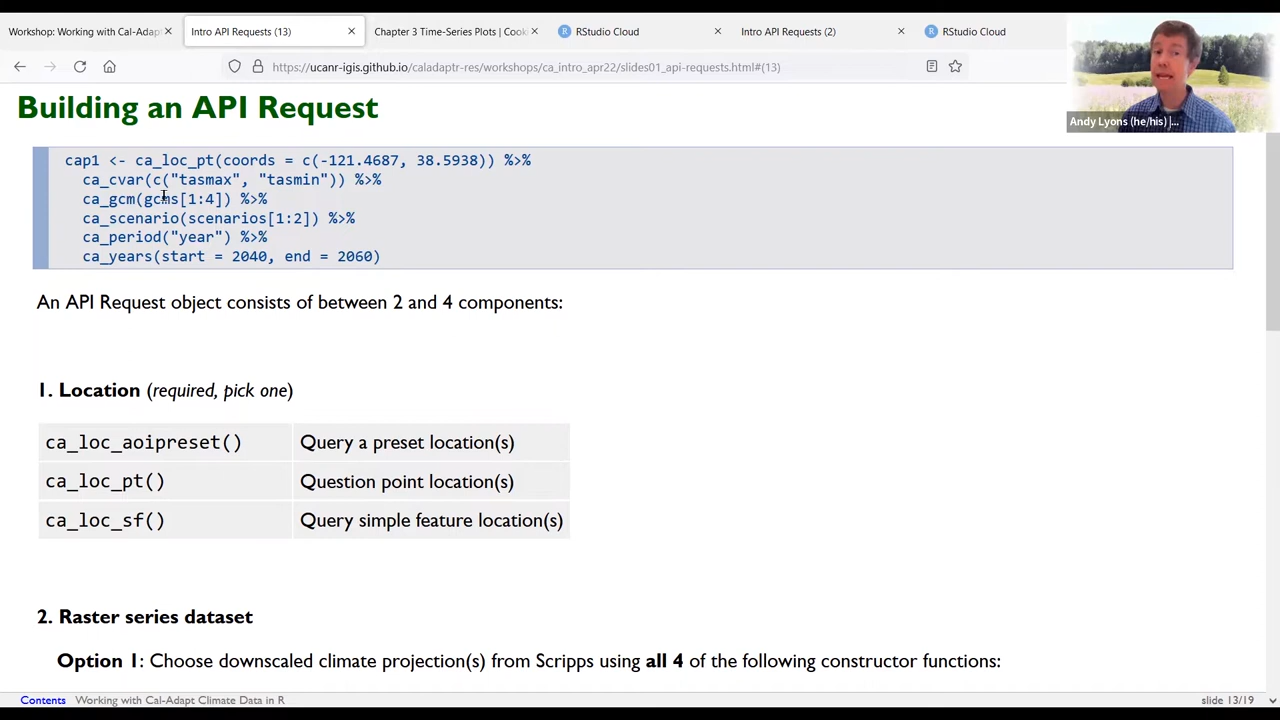 Workshop: Working with Cal-Adapt
Intro API Requests (13)
Chapter 3 Time-Series Plots | Cook
RStudio Cloud
Intro API Requests (2)
RStudio Cloud
https://ucanr-igis.github.io/caladaptr-res/workshops/ca_intro_apr22/slides01_api-requests.html#(13)
Andy Lyons (he/his) |...
Building an API Request
cap1 <- ca_loc_pt(coords = c(-121.4687, 38.5938)) %>%
ca_cvar(c("tasmax", "tasmin")) %>%
ca_gcm(gcms[1:4]) %>%
ca_scenario(scenarios[1:2]) %>%
ca_period("year") %>%
ca_years(start = 2040, end = 2060)
An API Request object consists of between 2 and 4 components:
1. Location (required, pick one)
ca_loc_aoipreset() Query a preset location(s)
ca_loc_pt() Question point location(s)
ca_loc_sf() Query simple feature location(s)
2. Raster series dataset
Option 1: Choose downscaled climate projection(s) from Scripps using all 4 of the following constructor functions:
Contents Working with Cal-Adapt Climate Data in R slide 13/19